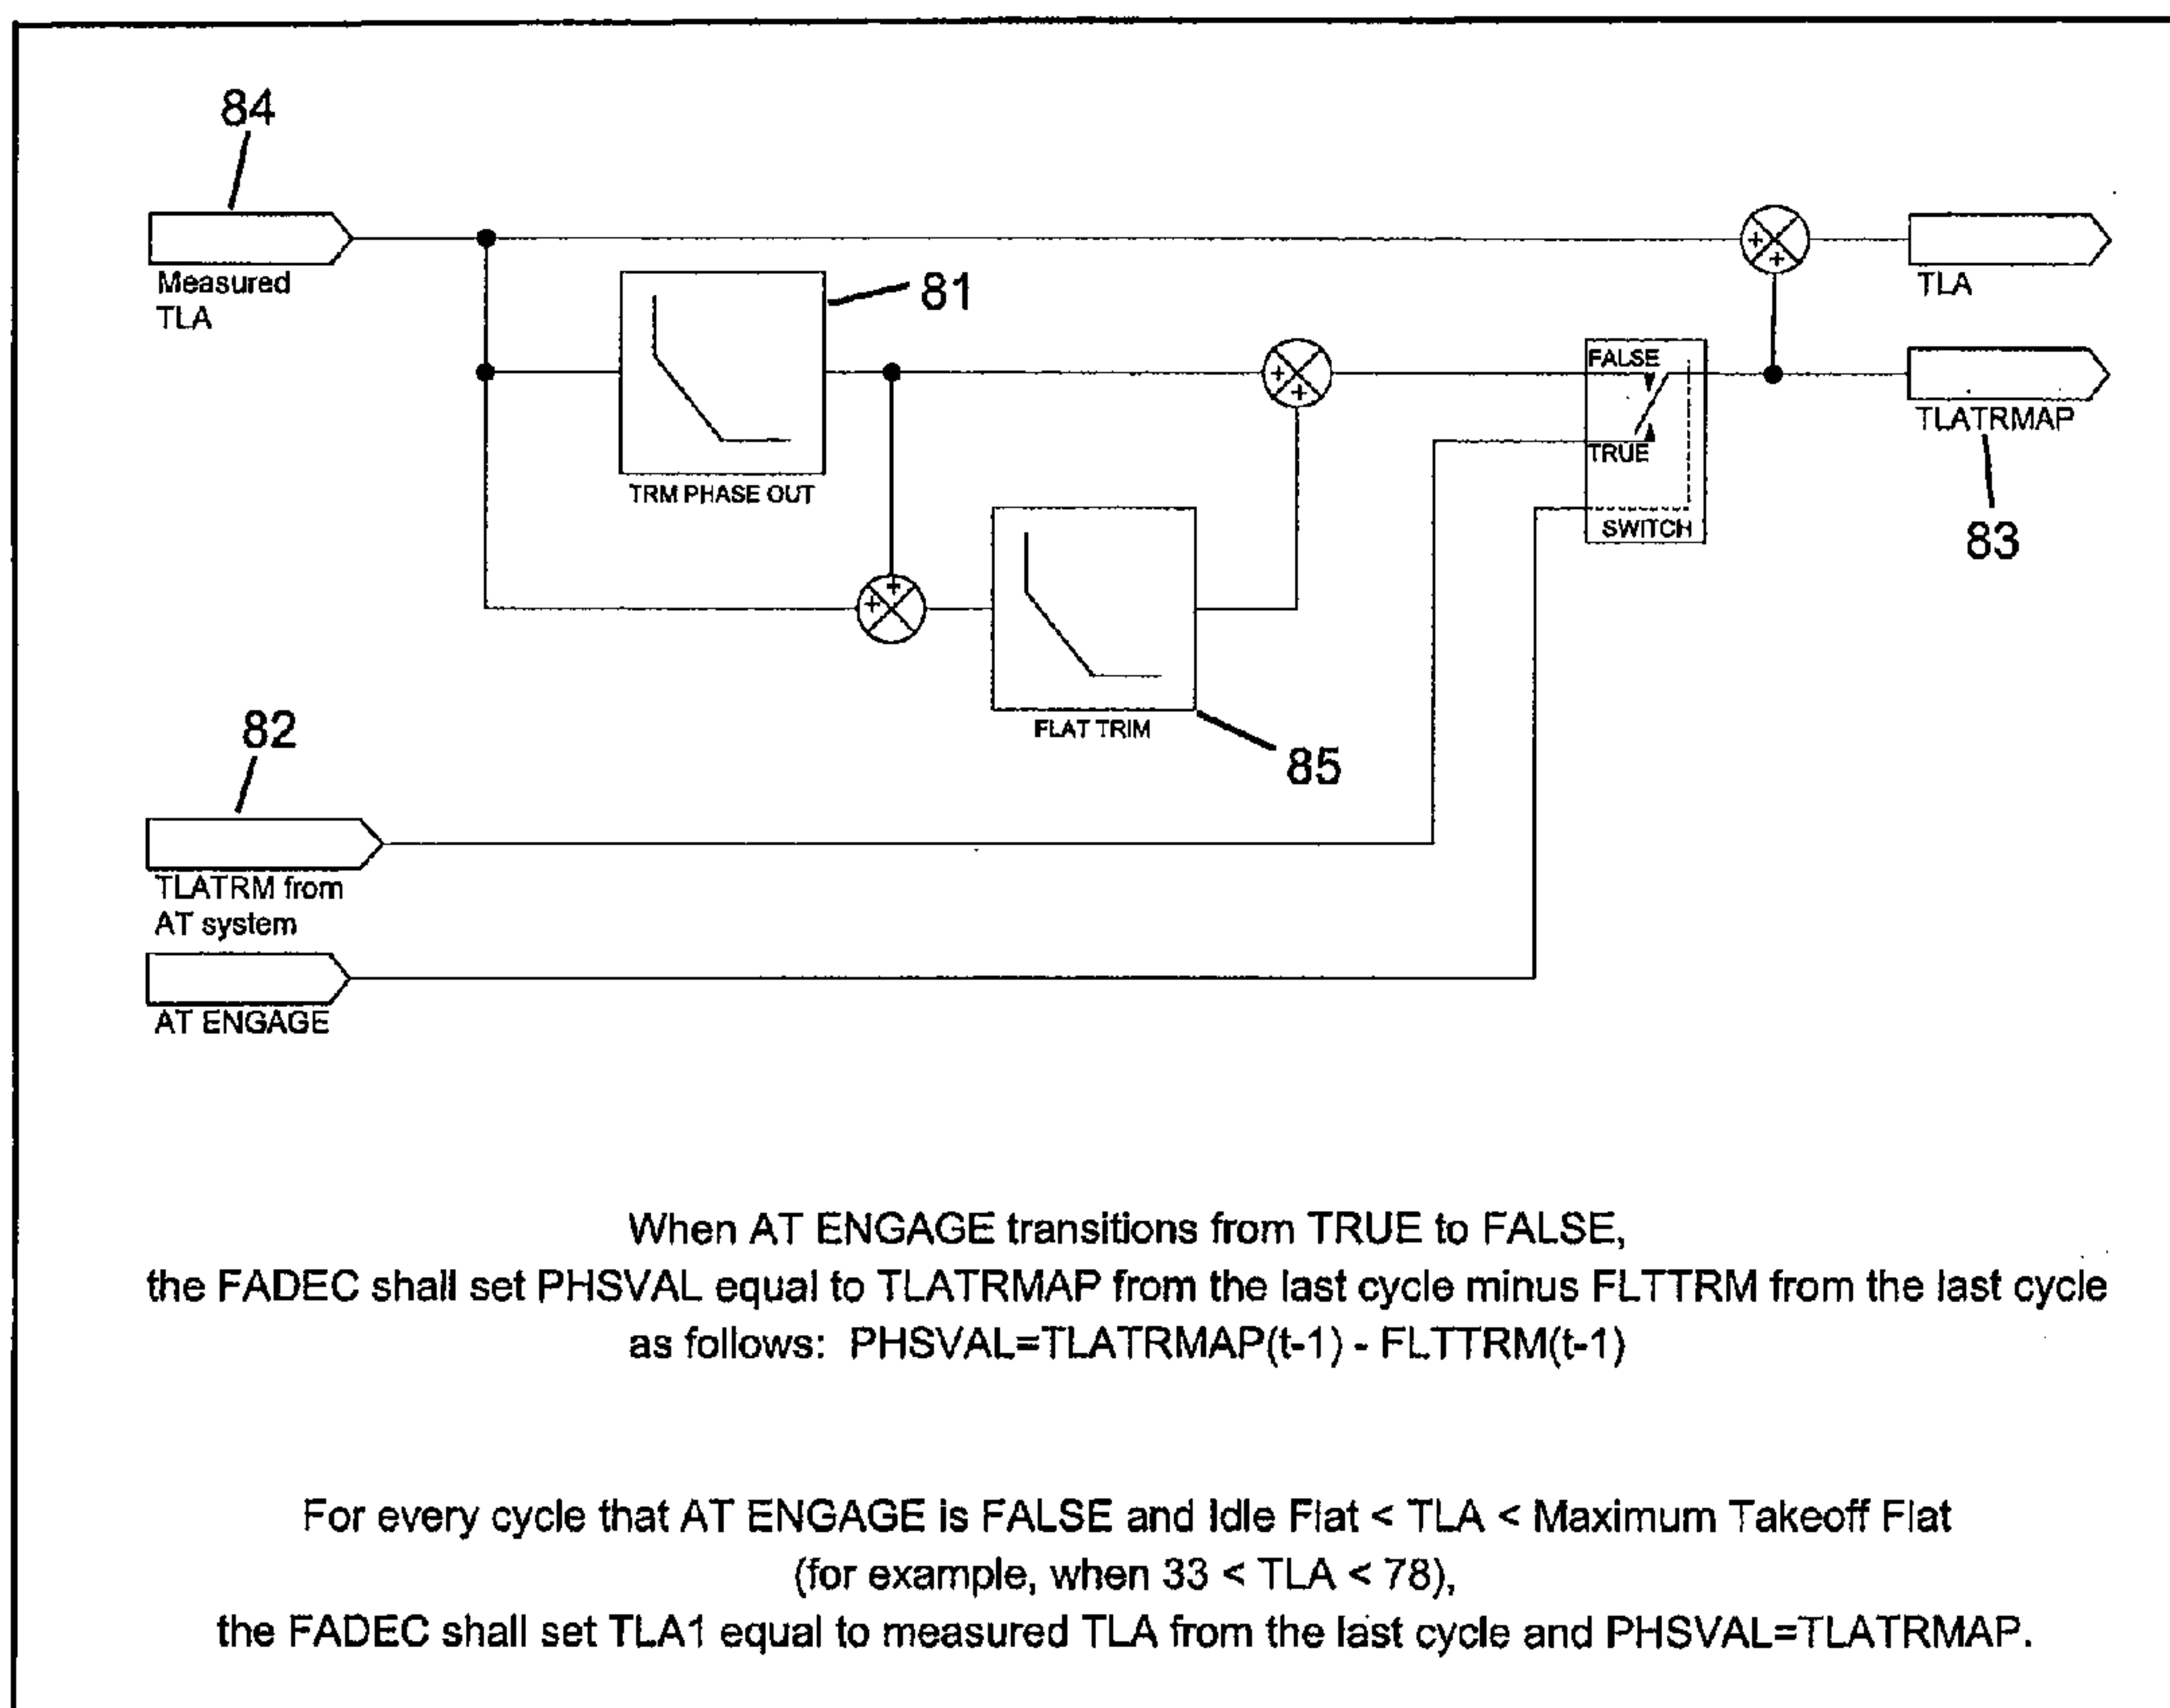 84
Measured
TLA
81
TRM PHASE OUT
+
+
+
+
+
+
FALSE
TRUE
SWITCH
TLA
TLATRMAP
83
FLAT TRIM
85
82
TLATRM from
AT system
AT ENGAGE
When AT ENGAGE transitions from TRUE to FALSE,
the FADEC shall set PHSVAL equal to TLATRMAP from the last cycle minus FLTTRM from the last cycle
as follows: PHSVAL=TLATRMAP(t-1) - FLTTRM(t-1)
For every cycle that AT ENGAGE is FALSE and Idle Flat < TLA < Maximum Takeoff Flat
(for example, when 33 < TLA < 78),
the FADEC shall set TLA1 equal to measured TLA from the last cycle and PHSVAL=TLATRMAP.